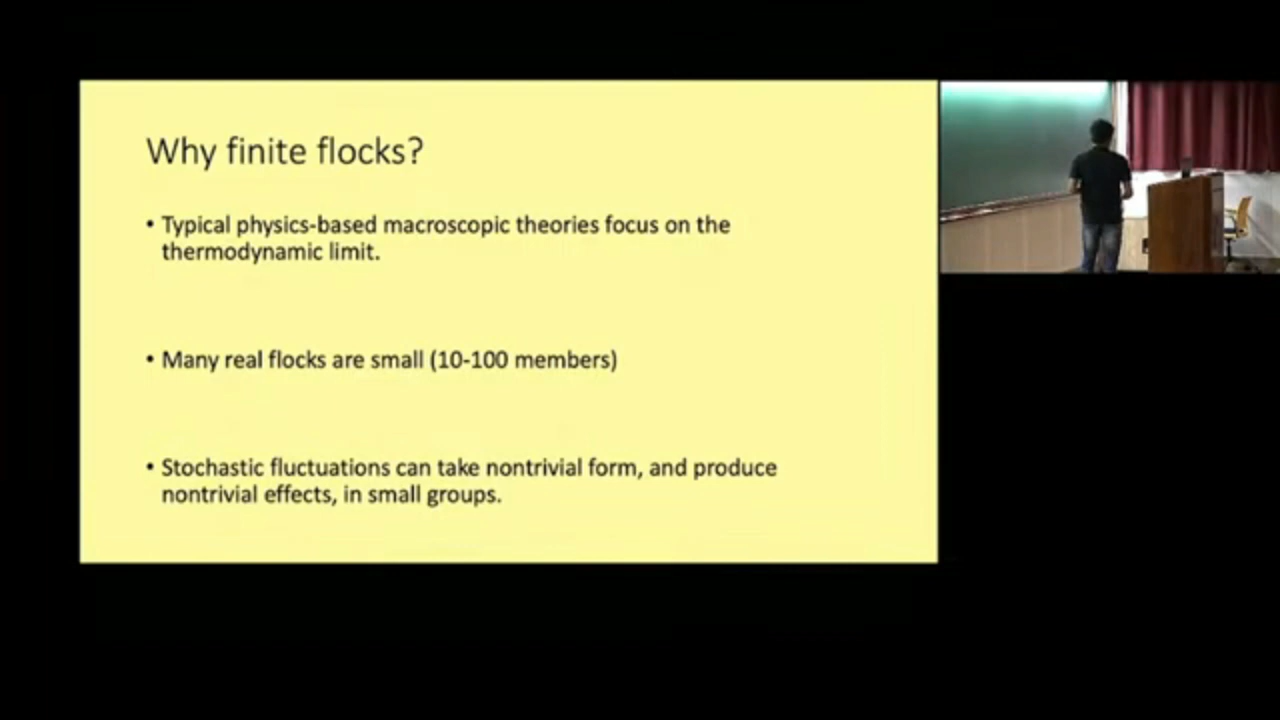 Why finite flocks?
• Typical physics-based macroscopic theories focus on the
thermodynamic limit.
• Many real flocks are small (10-100 members)
• Stochastic fluctuations can take nontrivial form, and produce
nontrivial effects, in small groups.